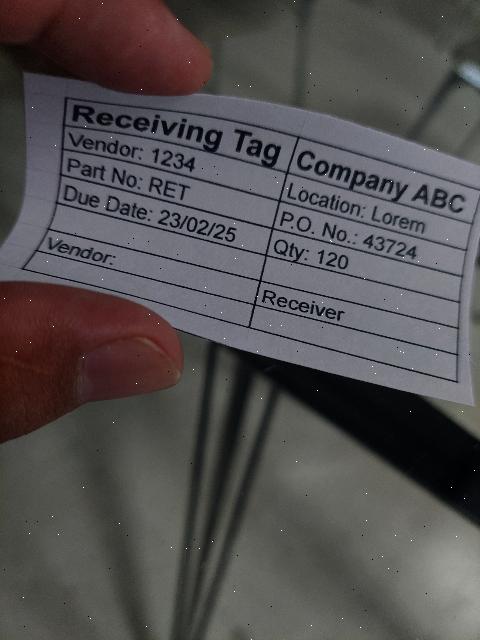 Receiving Tag
Company ABC
Vendor: 1234
Location: Lorem
Part No: RET
P.O. No.: 43724
Due Date: 23/02/25
Qty: 120
Vendor:
Receiver